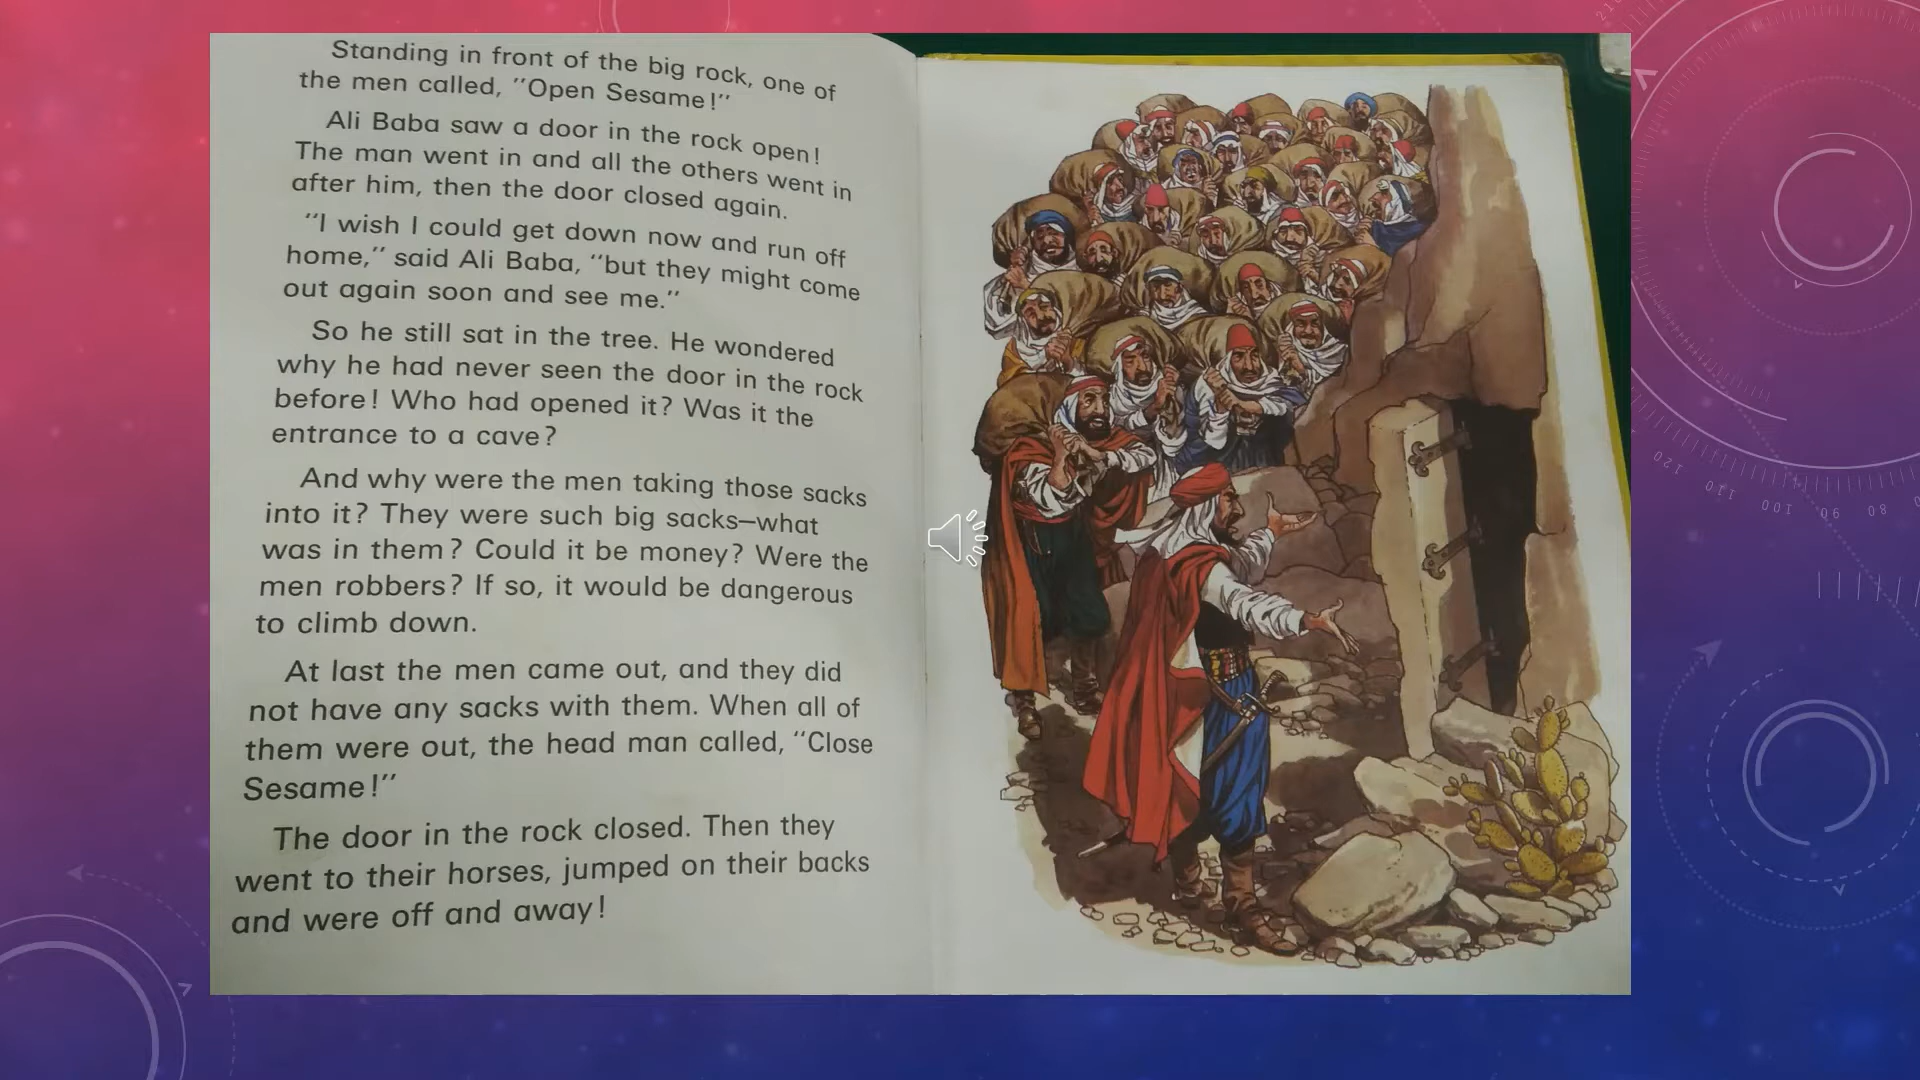 Standing in front of the big rock, one of
the men called, "Open Sesame!"
Ali Baba saw a door in the rock open!
The man went in and all the others went in
after him, then the door closed again.
"I wish I could get down now and run off
home," said Ali Baba, "but they might come
out again soon and see me."
So he still sat in the tree. He wondered
why he had never seen the door in the rock
before! Who had opened it? Was it the
entrance to a cave?
And why were the men taking those sacks
into it? They were such big sacks—what
was in them? Could it be money? Were the
men robbers? If so, it would be dangerous
to climb down.
At last the men came out, and they did
not have any sacks with them. When all of
them were out, the head man called, "Close
Sesame!"
The door in the rock closed. Then they
went to their horses, jumped on their backs
and were off and away!
120
110
100
90
80